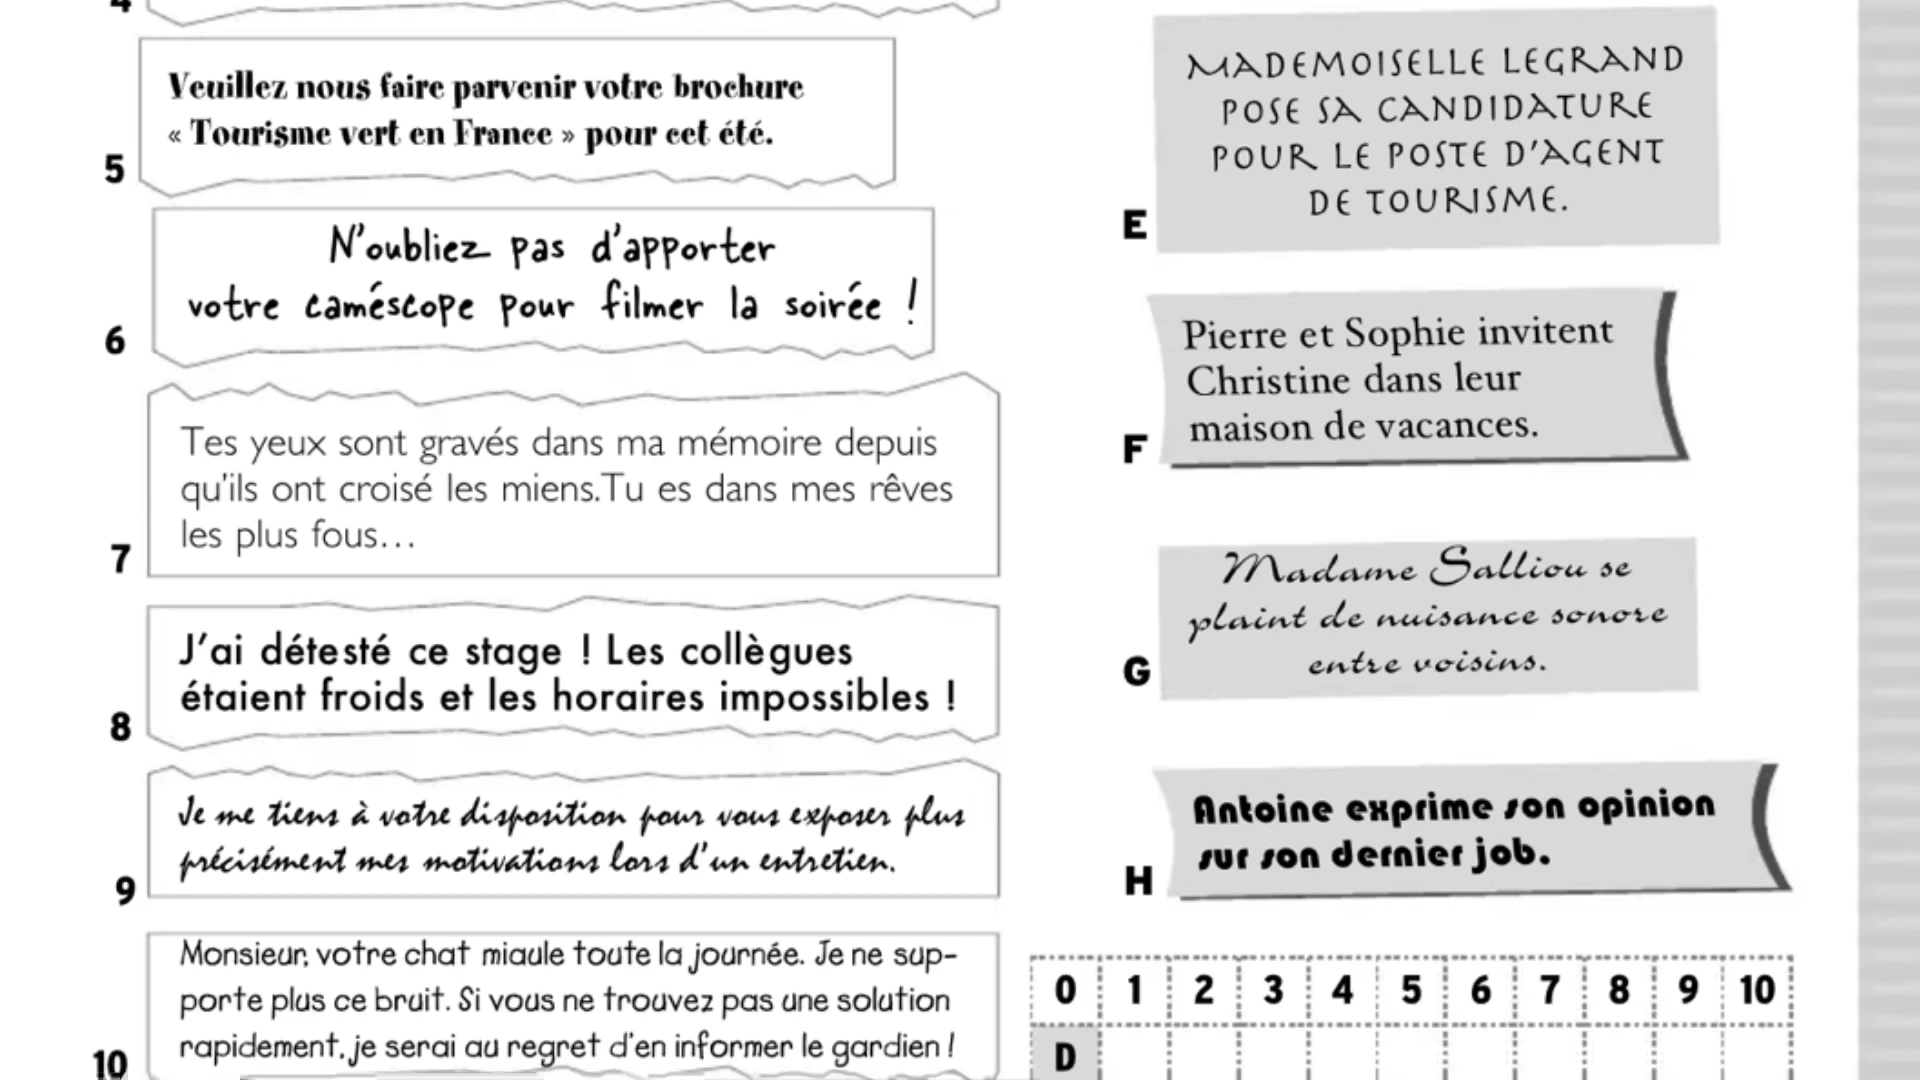 4
Veuillez nous faire parvenir votre brochure
« Tourisme vert en France » pour cet été.
5
N'oubliez pas d'apporter
votre caméscope pour filmer la soirée !
6
Tes yeux sont gravés dans ma mémoire depuis
qu'ils ont croisé les miens.Tu es dans mes rêves
les plus fous…
7
J'ai détesté ce stage ! Les collègues
étaient froids et les horaires impossibles !
8
Je me tiens à votre disposition pour vous exposer plus
précisément mes motivations lors d'un entretien.
9
Monsieur, votre chat miaule toute la journée. Je ne sup-
porte plus ce bruit. Si vous ne trouvez pas une solution
rapidement, je serai au regret d'en informer le gardien !
10
MADEMOISELLE LEGRAND
POSE SA CANDIDATURE
POUR LE POSTE D'AGENT
DE TOURISME.
E
Pierre et Sophie invitent
Christine dans leur
maison de vacances.
F
Madame Salliou se
plaint de nuisance sonore
entre voisins.
G
Antoine exprime son opinion
sur son dernier job.
H
0 1 2 3 4 5 6 7 8 9 10
D